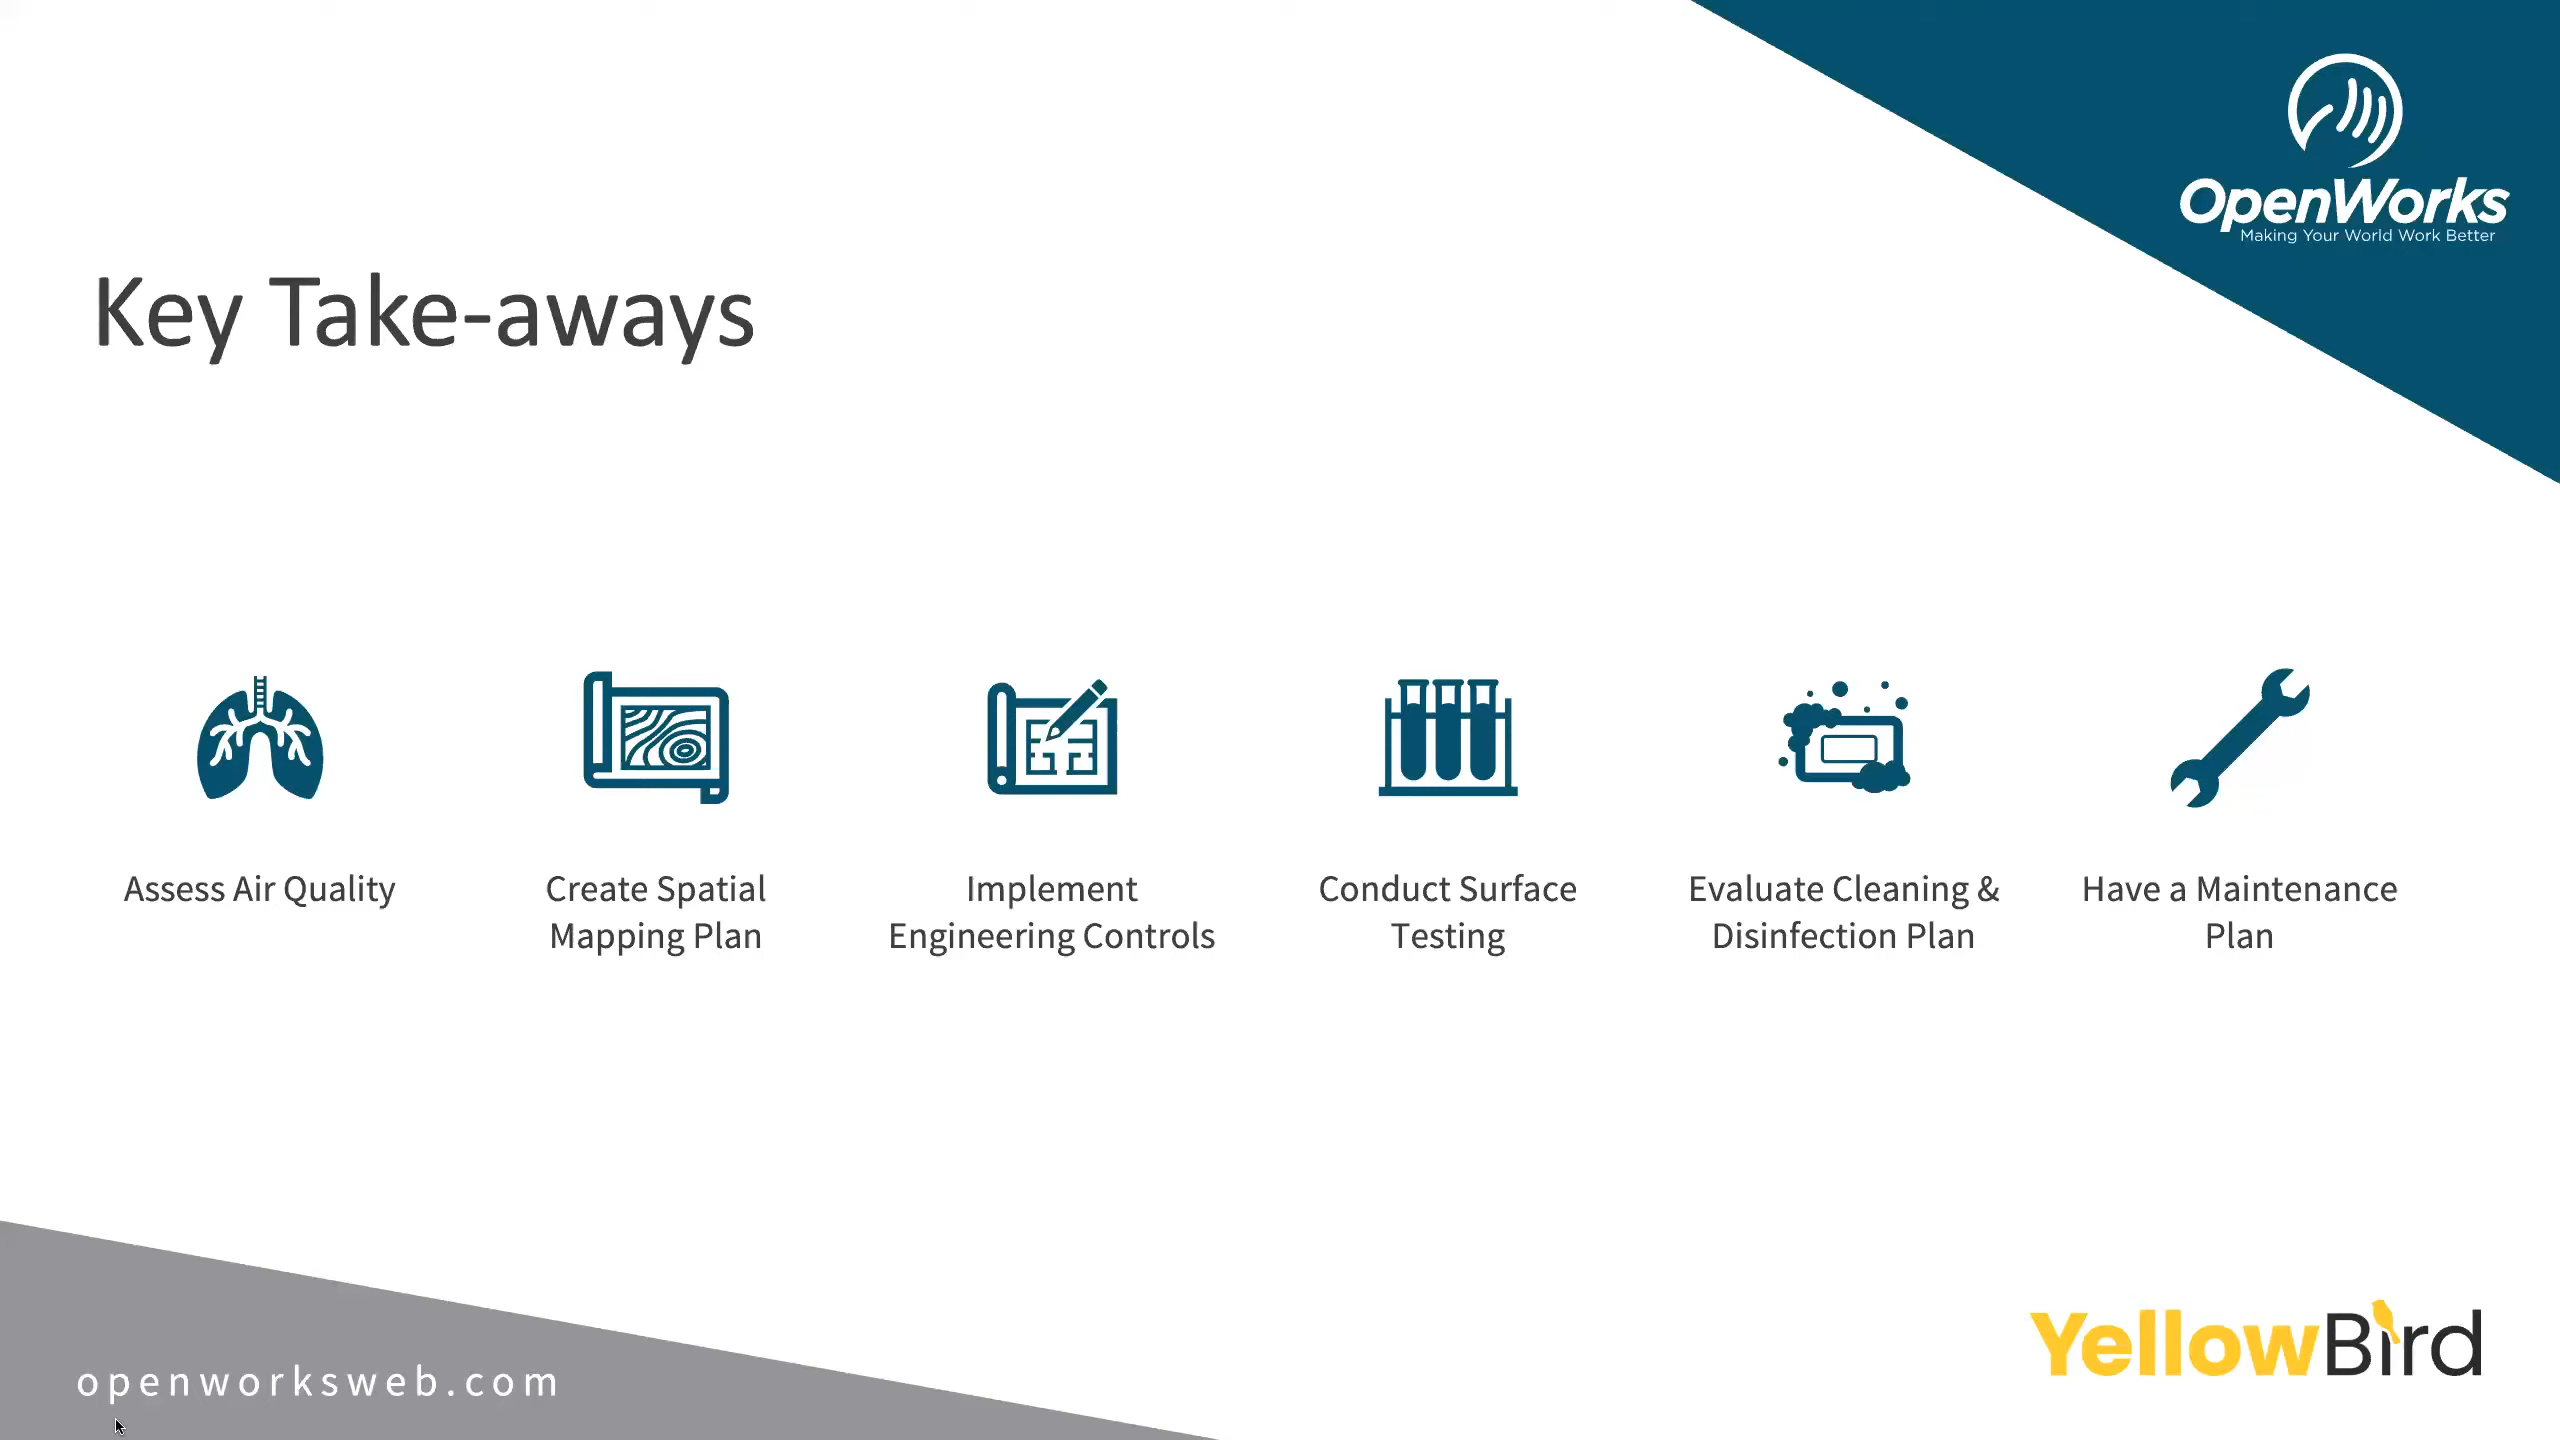 OpenWorks
Making Your World Work Better
Key Take-aways
Assess Air Quality
Create Spatial
Mapping Plan
Implement
Engineering Controls
Conduct Surface
Testing
Evaluate Cleaning &
Disinfection Plan
Have a Maintenance
Plan
openworksweb.com
YellowBird